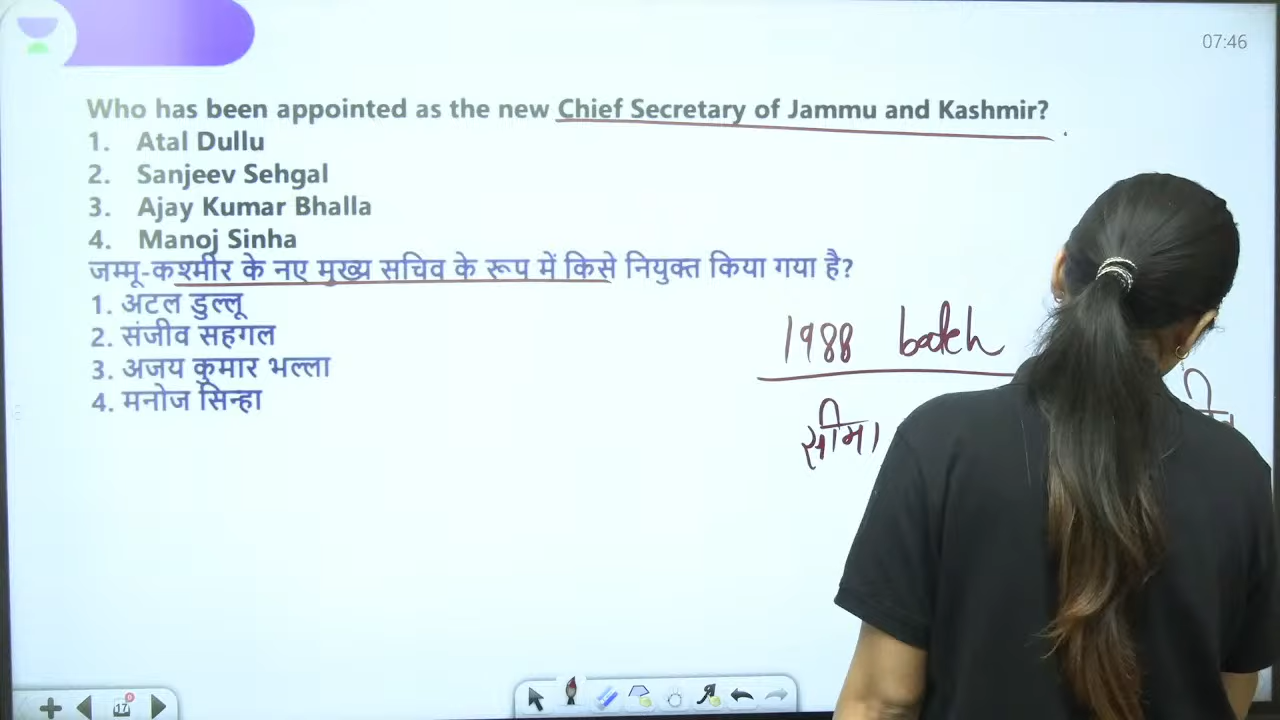 07:46
Who has been appointed as the new Chief Secretary of Jammu and Kashmir?
1. Atal Dullu
2. Sanjeev Sehgal
3. Ajay Kumar Bhalla
4. Manoj Sinha
जम्मू-कश्मीर के नए मुख्य सचिव के रूप में किसे नियुक्त किया गया है?
1. अटल डुल्लू
2. संजीव सहगल
3. अजय कुमार भल्ला
4. मनोज सिन्हा
1988 batch
सीमा
17